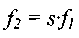 f₂ = s·f₁